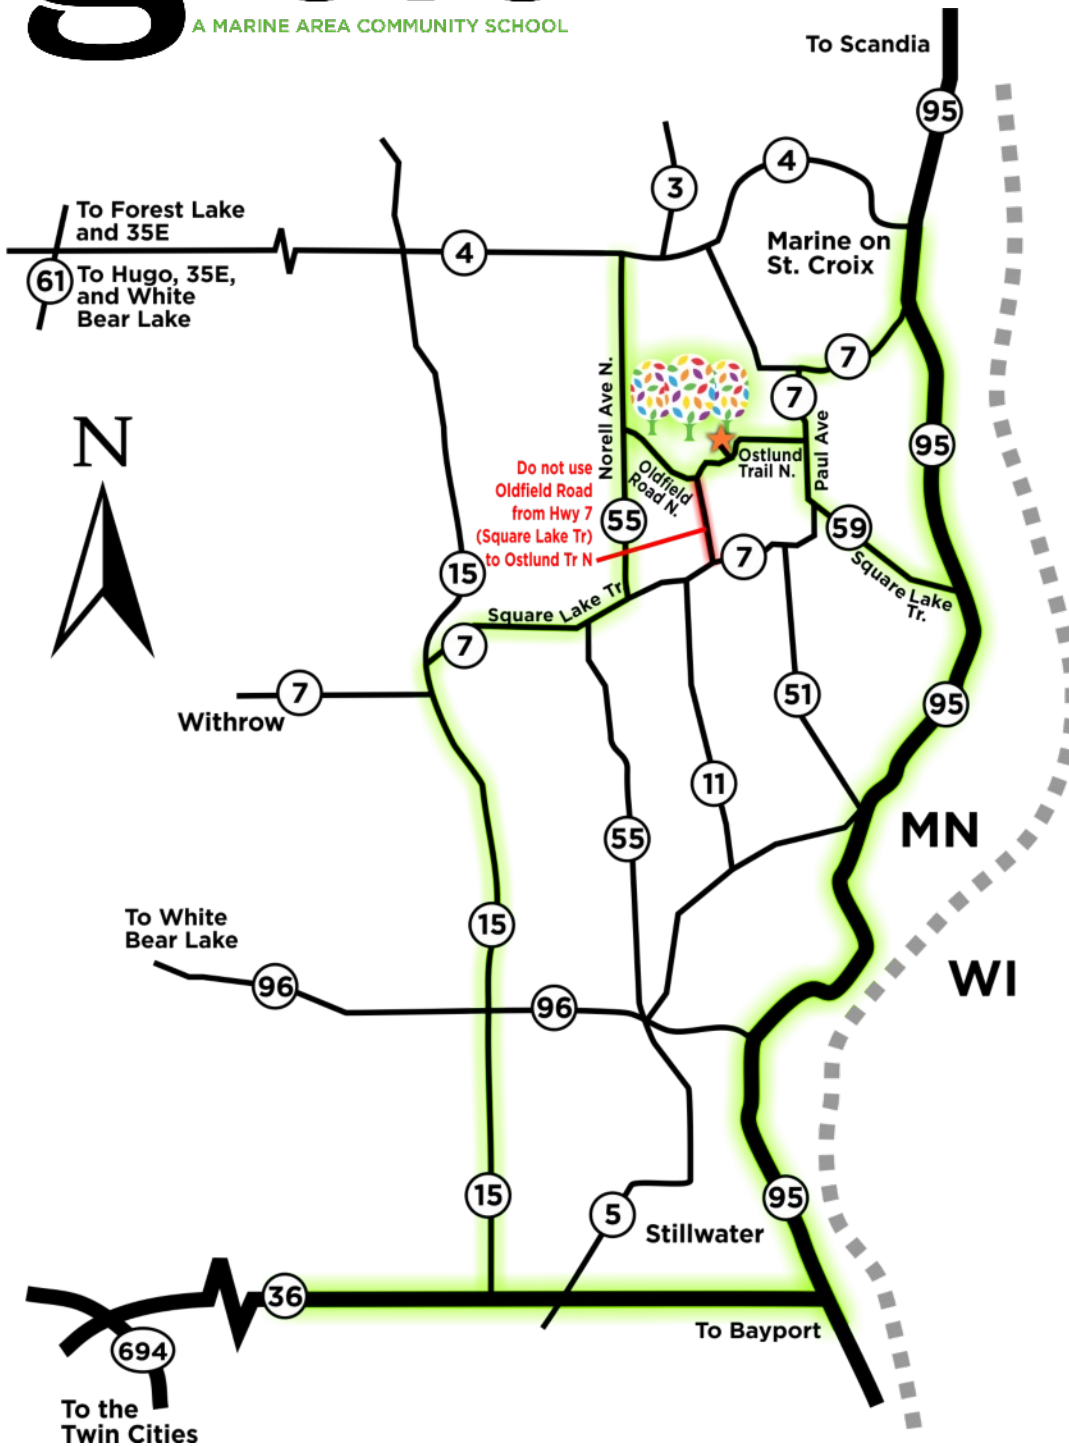 A MARINE AREA COMMUNITY SCHOOL
To Scandia
95
4
3
To Forest Lake
and 35E
4
Marine on
St. Croix
61
To Hugo, 35E,
and White
Bear Lake
7
7
N
Norell Ave N.
Paul Ave
95
Ostlund
Trail N.
Oldfield
Road N.
Do not use
Oldfield Road
from Hwy 7
(Square Lake Tr)
to Ostlund Tr N
55
59
7
15
Square Lake
Tr.
Square Lake Tr
7
7
Withrow
51
95
11
MN
55
To White
Bear Lake
15
WI
96
96
15
95
5
Stillwater
36
To Bayport
694
To the
Twin Cities